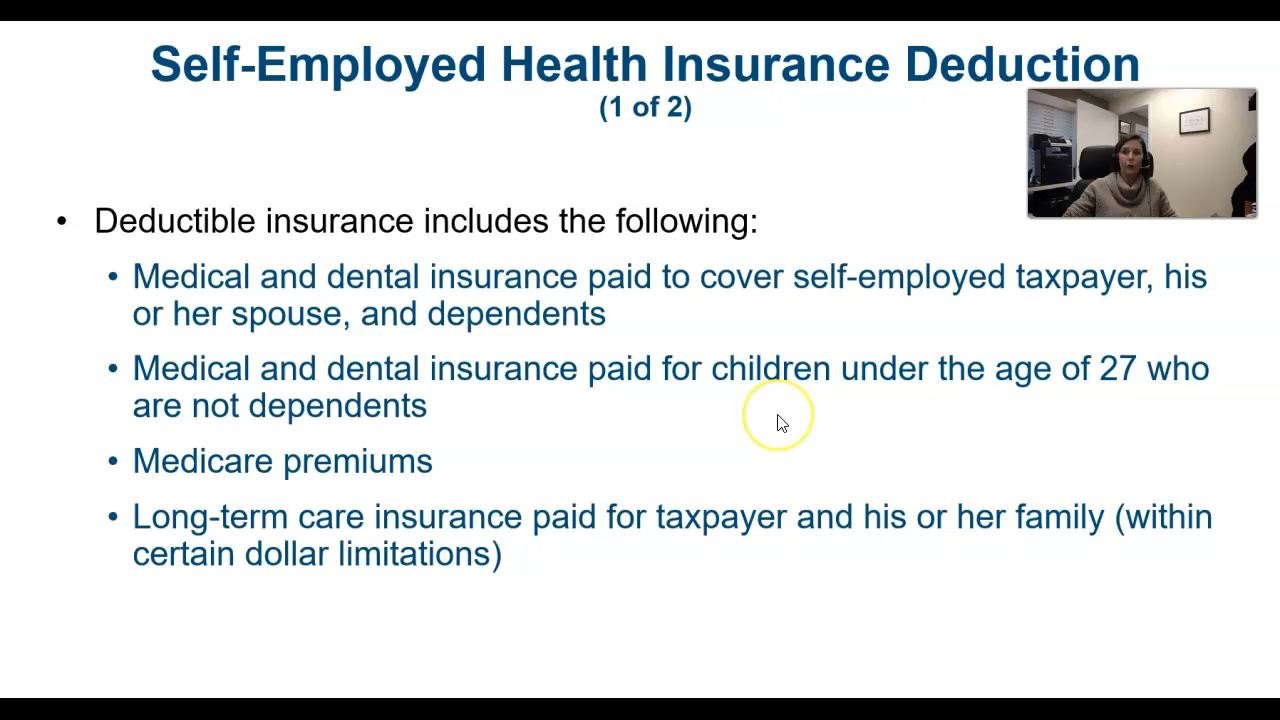 Self-Employed Health Insurance Deduction
(1 of 2)
• Deductible insurance includes the following:
• Medical and dental insurance paid to cover self-employed taxpayer, his
or her spouse, and dependents
• Medical and dental insurance paid for children under the age of 27 who
are not dependents
• Medicare premiums
• Long-term care insurance paid for taxpayer and his or her family (within
certain dollar limitations)